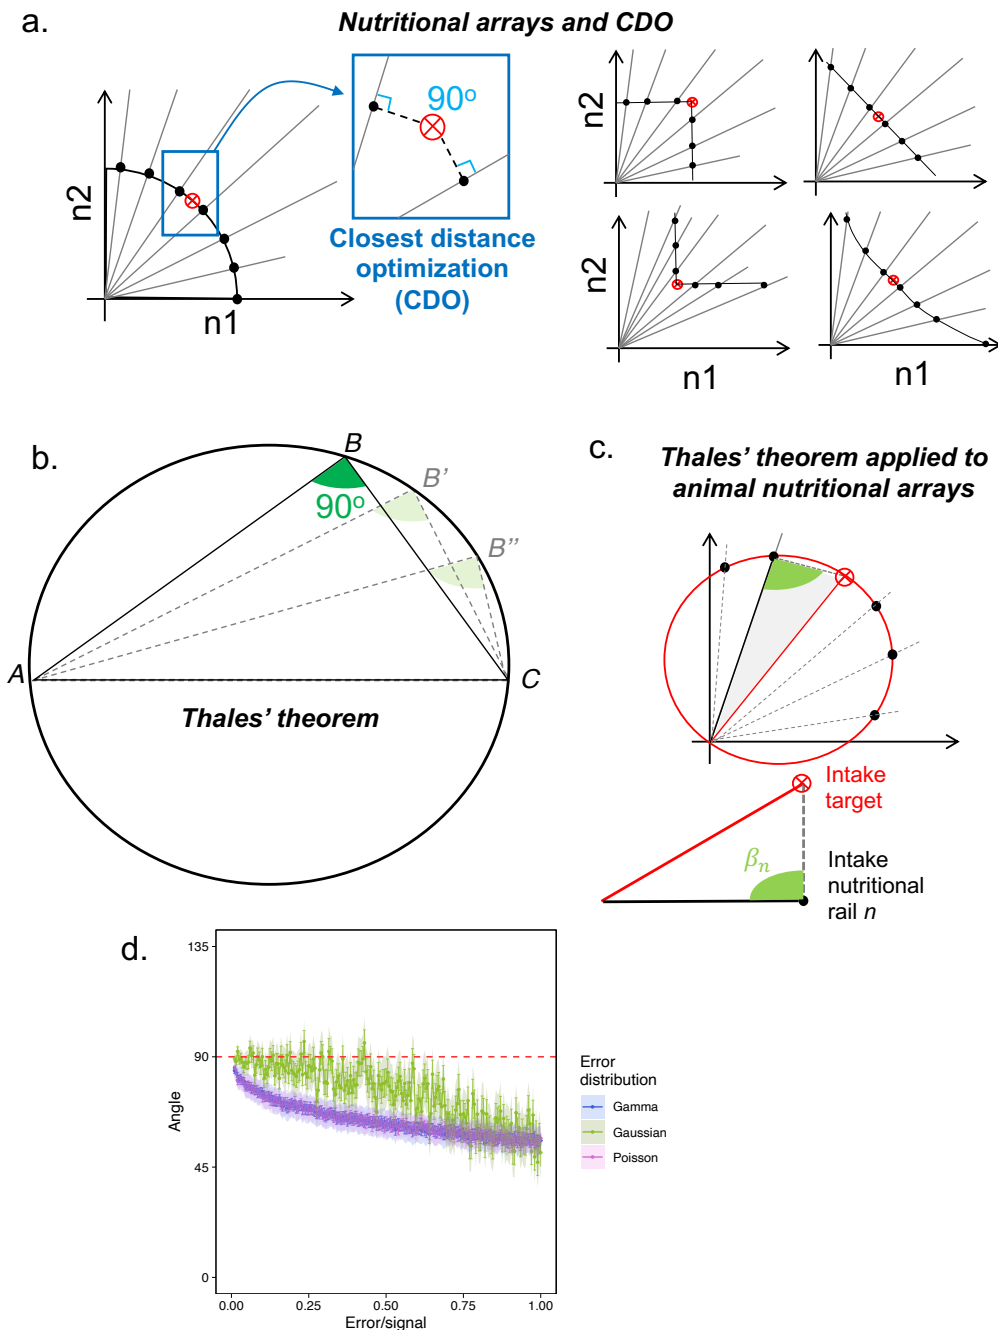 a.
Nutritional arrays and CDO
n2
n1
90°
Closest distance
optimization
(CDO)
n2
n2
n1
n1
b.
B
B'
B''
90°
A
C
Thales' theorem
c.
Thales' theorem applied to
animal nutritional arrays
Intake
target
βn
Intake
nutritional
rail n
d.
135
90
45
0
Angle
0.00
0.25
0.50
0.75
1.00
Error/signal
Error
distribution
Gamma
Gaussian
Poisson